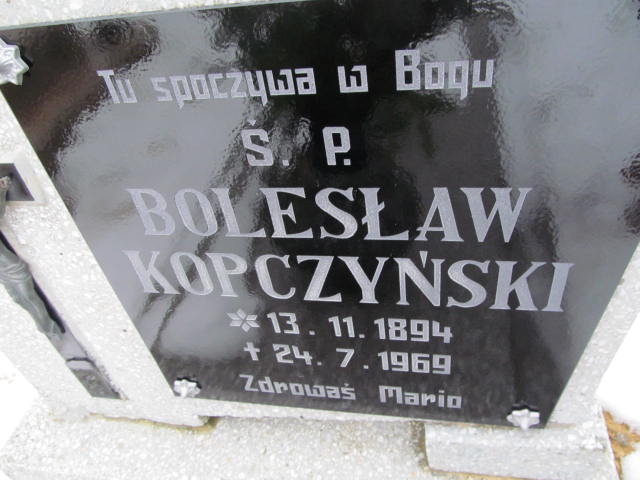 Tu spoczywa w Bogu
Ś. P.
BOLESŁAW
KOPCZYŃSKI
* 13. 11. 1894
† 24. 7. 1969
Zdrowaś Mario